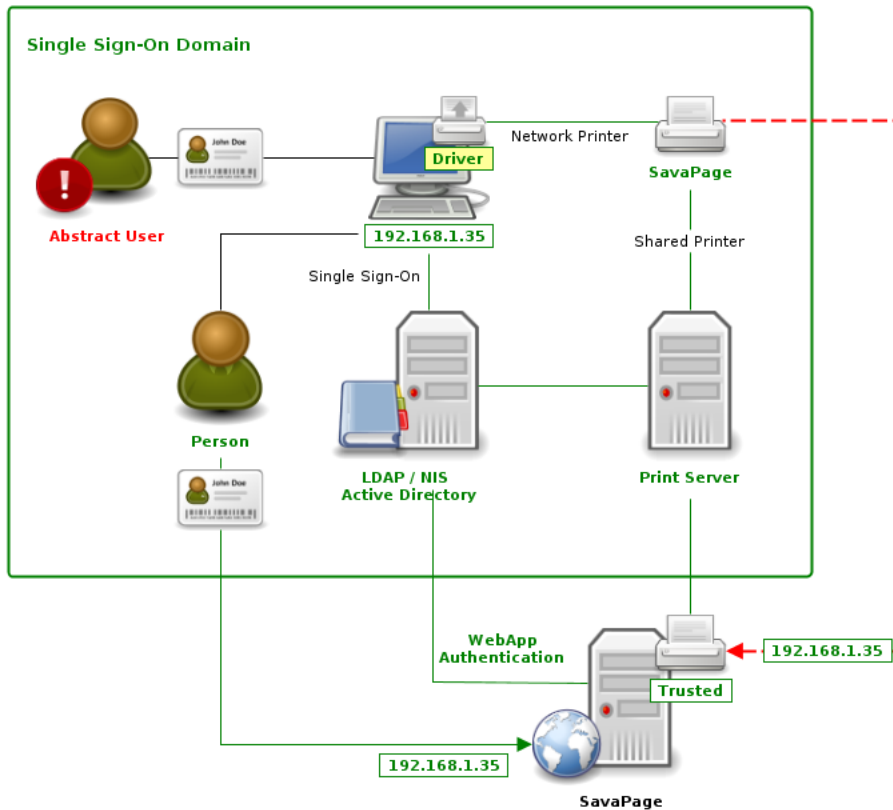 Single Sign-On Domain
John Doe
Driver
Network Printer
SavaPage
Abstract User
192.168.1.35
Shared Printer
Single Sign-On
Person
John Doe
LDAP / NIS
Active Directory
Print Server
WebApp
Authentication
192.168.1.35
Trusted
192.168.1.35
SavaPage